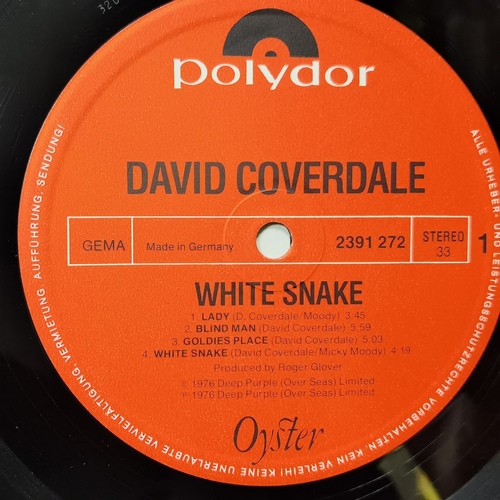 320
polydor
DAVID COVERDALE
GEMA
Made in Germany
2391 272
STEREO
33
1
WHITE SNAKE
1. LADY (D. Coverdale/Moody) 3:45
2. BLIND MAN (David Coverdale) 5:59
3. GOLDIES PLACE (David Coverdale) 5:03
4. WHITE SNAKE (David Coverdale/Micky Moody) 4:19
Produced by Roger Glover
© 1976 Deep Purple (Over Seas) Limited
℗ 1976 Deep Purple (Over Seas) Limited
Oyster
ALLE URHEBER- UND LEISTUNGSSCHUTZRECHTE VORBEHALTEN. KEIN VERLEIH! KEINE UNERLAUBTE VERVIELFÄLTIGUNG, VERMIETUNG, AUFFÜHRUNG, SENDUNG!